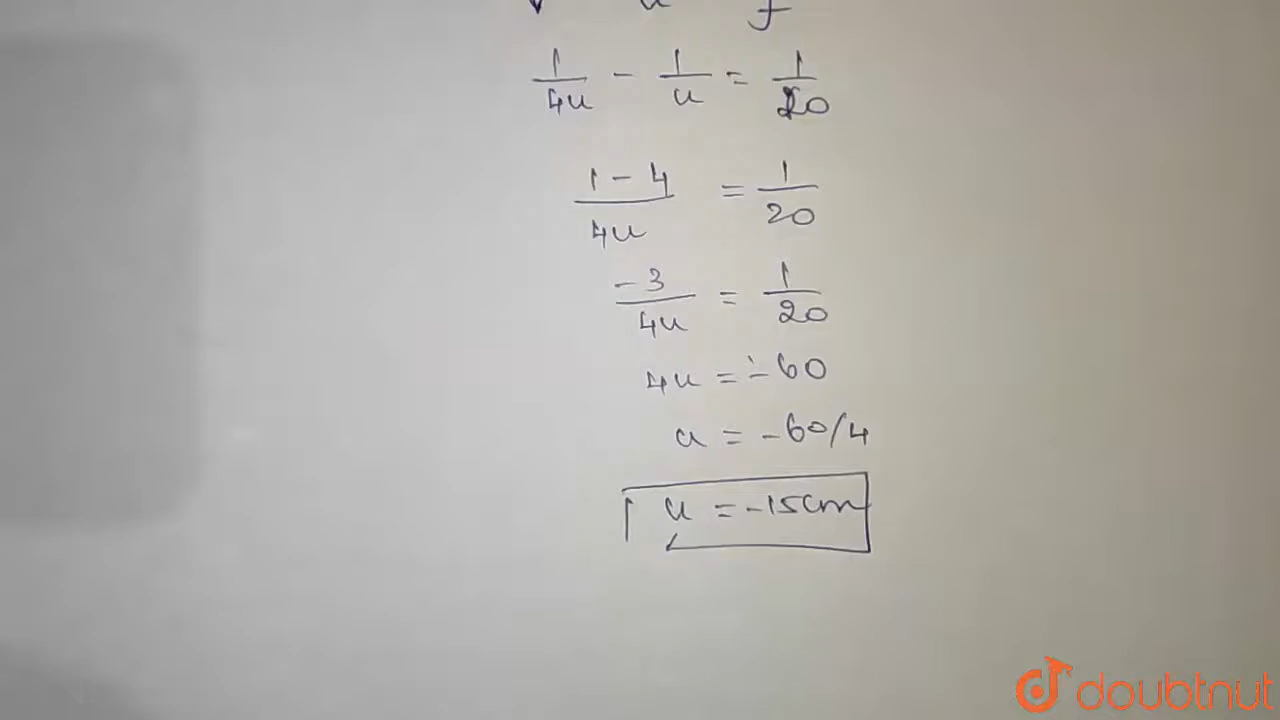 v u f
1/4u - 1/u = 1/20
1 - 4/4u = 1/20
-3/4u = 1/20
4u = -60
u = -60/4
u = -15cm
doubtnut